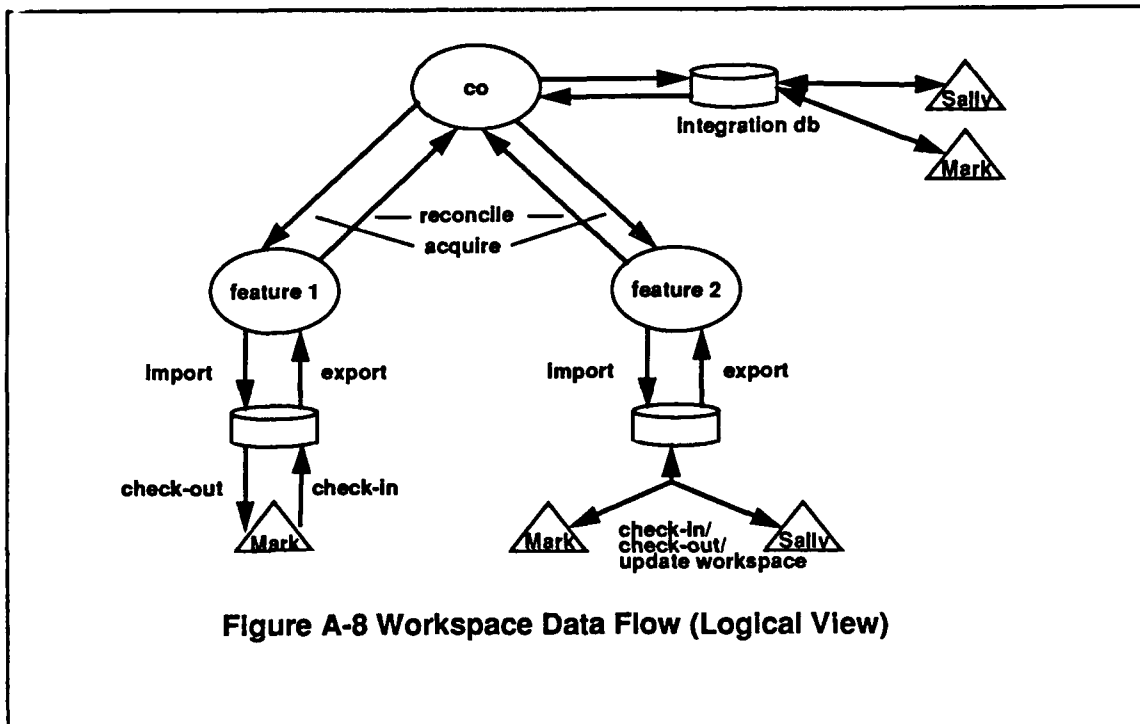 co
Sally
integration db
Mark
reconcile
acquire
feature 1
feature 2
import
export
import
export
check-out
check-in
Mark
Mark
check-in/
check-out/
update workspace
Sally
Figure A-8 Workspace Data Flow (Logical View)